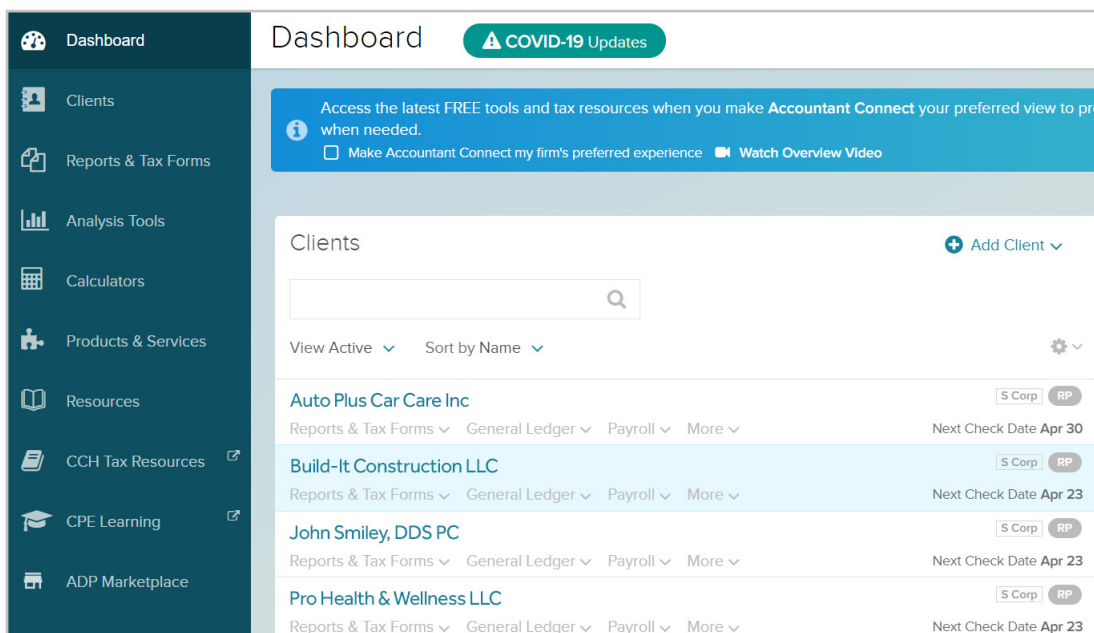 Dashboard
Clients
Reports & Tax Forms
Analysis Tools
Calculators
Products & Services
Resources
CCH Tax Resources
CPE Learning
ADP Marketplace
Dashboard
COVID-19 Updates
Access the latest FREE tools and tax resources when you make Accountant Connect your preferred view to pr
when needed.
Make Accountant Connect my firm's preferred experience Watch Overview Video
Clients
Add Client
View Active Sort by Name
Auto Plus Car Care Inc S Corp RP
Reports & Tax Forms General Ledger Payroll More Next Check Date Apr 30
Build-It Construction LLC S Corp RP
Reports & Tax Forms General Ledger Payroll More Next Check Date Apr 23
John Smiley, DDS PC S Corp RP
Reports & Tax Forms General Ledger Payroll More Next Check Date Apr 23
Pro Health & Wellness LLC S Corp RP
Reports & Tax Forms General Ledger Payroll More Next Check Date Apr 23